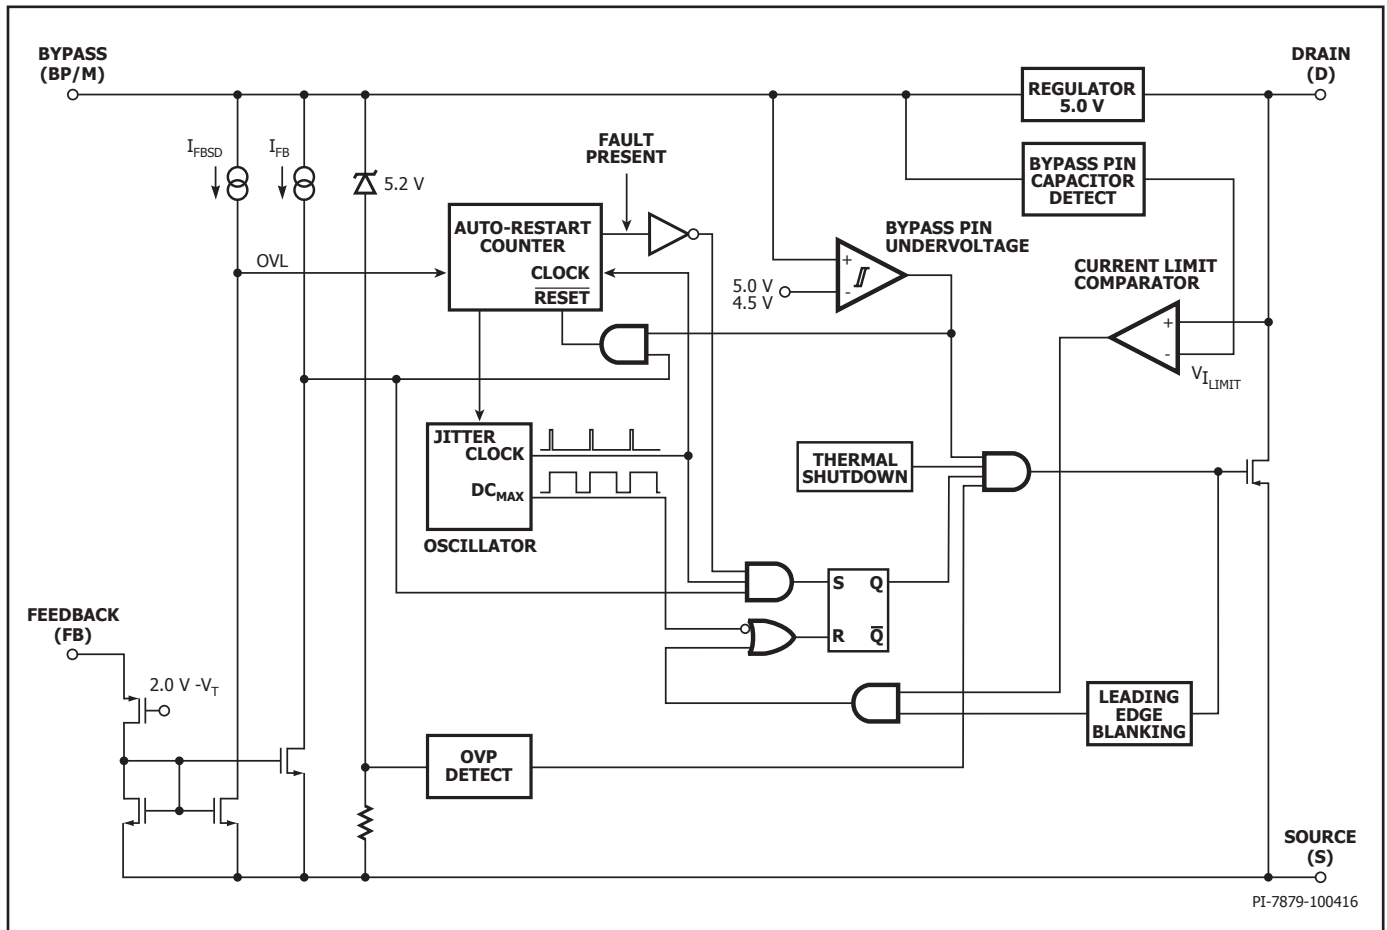 BYPASS
(BP/M)
DRAIN
(D)
REGULATOR
5.0 V
I_FBSD
I_FB
FAULT
PRESENT
BYPASS PIN
CAPACITOR
DETECT
5.2 V
AUTO-RESTART
COUNTER
CLOCK
RESET
BYPASS PIN
UNDERVOLTAGE
+
-
5.0 V
4.5 V
OVL
CURRENT LIMIT
COMPARATOR
+
-
V_ILIMIT
JITTER
CLOCK
DC_MAX
OSCILLATOR
THERMAL
SHUTDOWN
S Q
R Q̅
FEEDBACK
(FB)
2.0 V -V_T
LEADING
EDGE
BLANKING
OVP
DETECT
SOURCE
(S)
PI-7879-100416